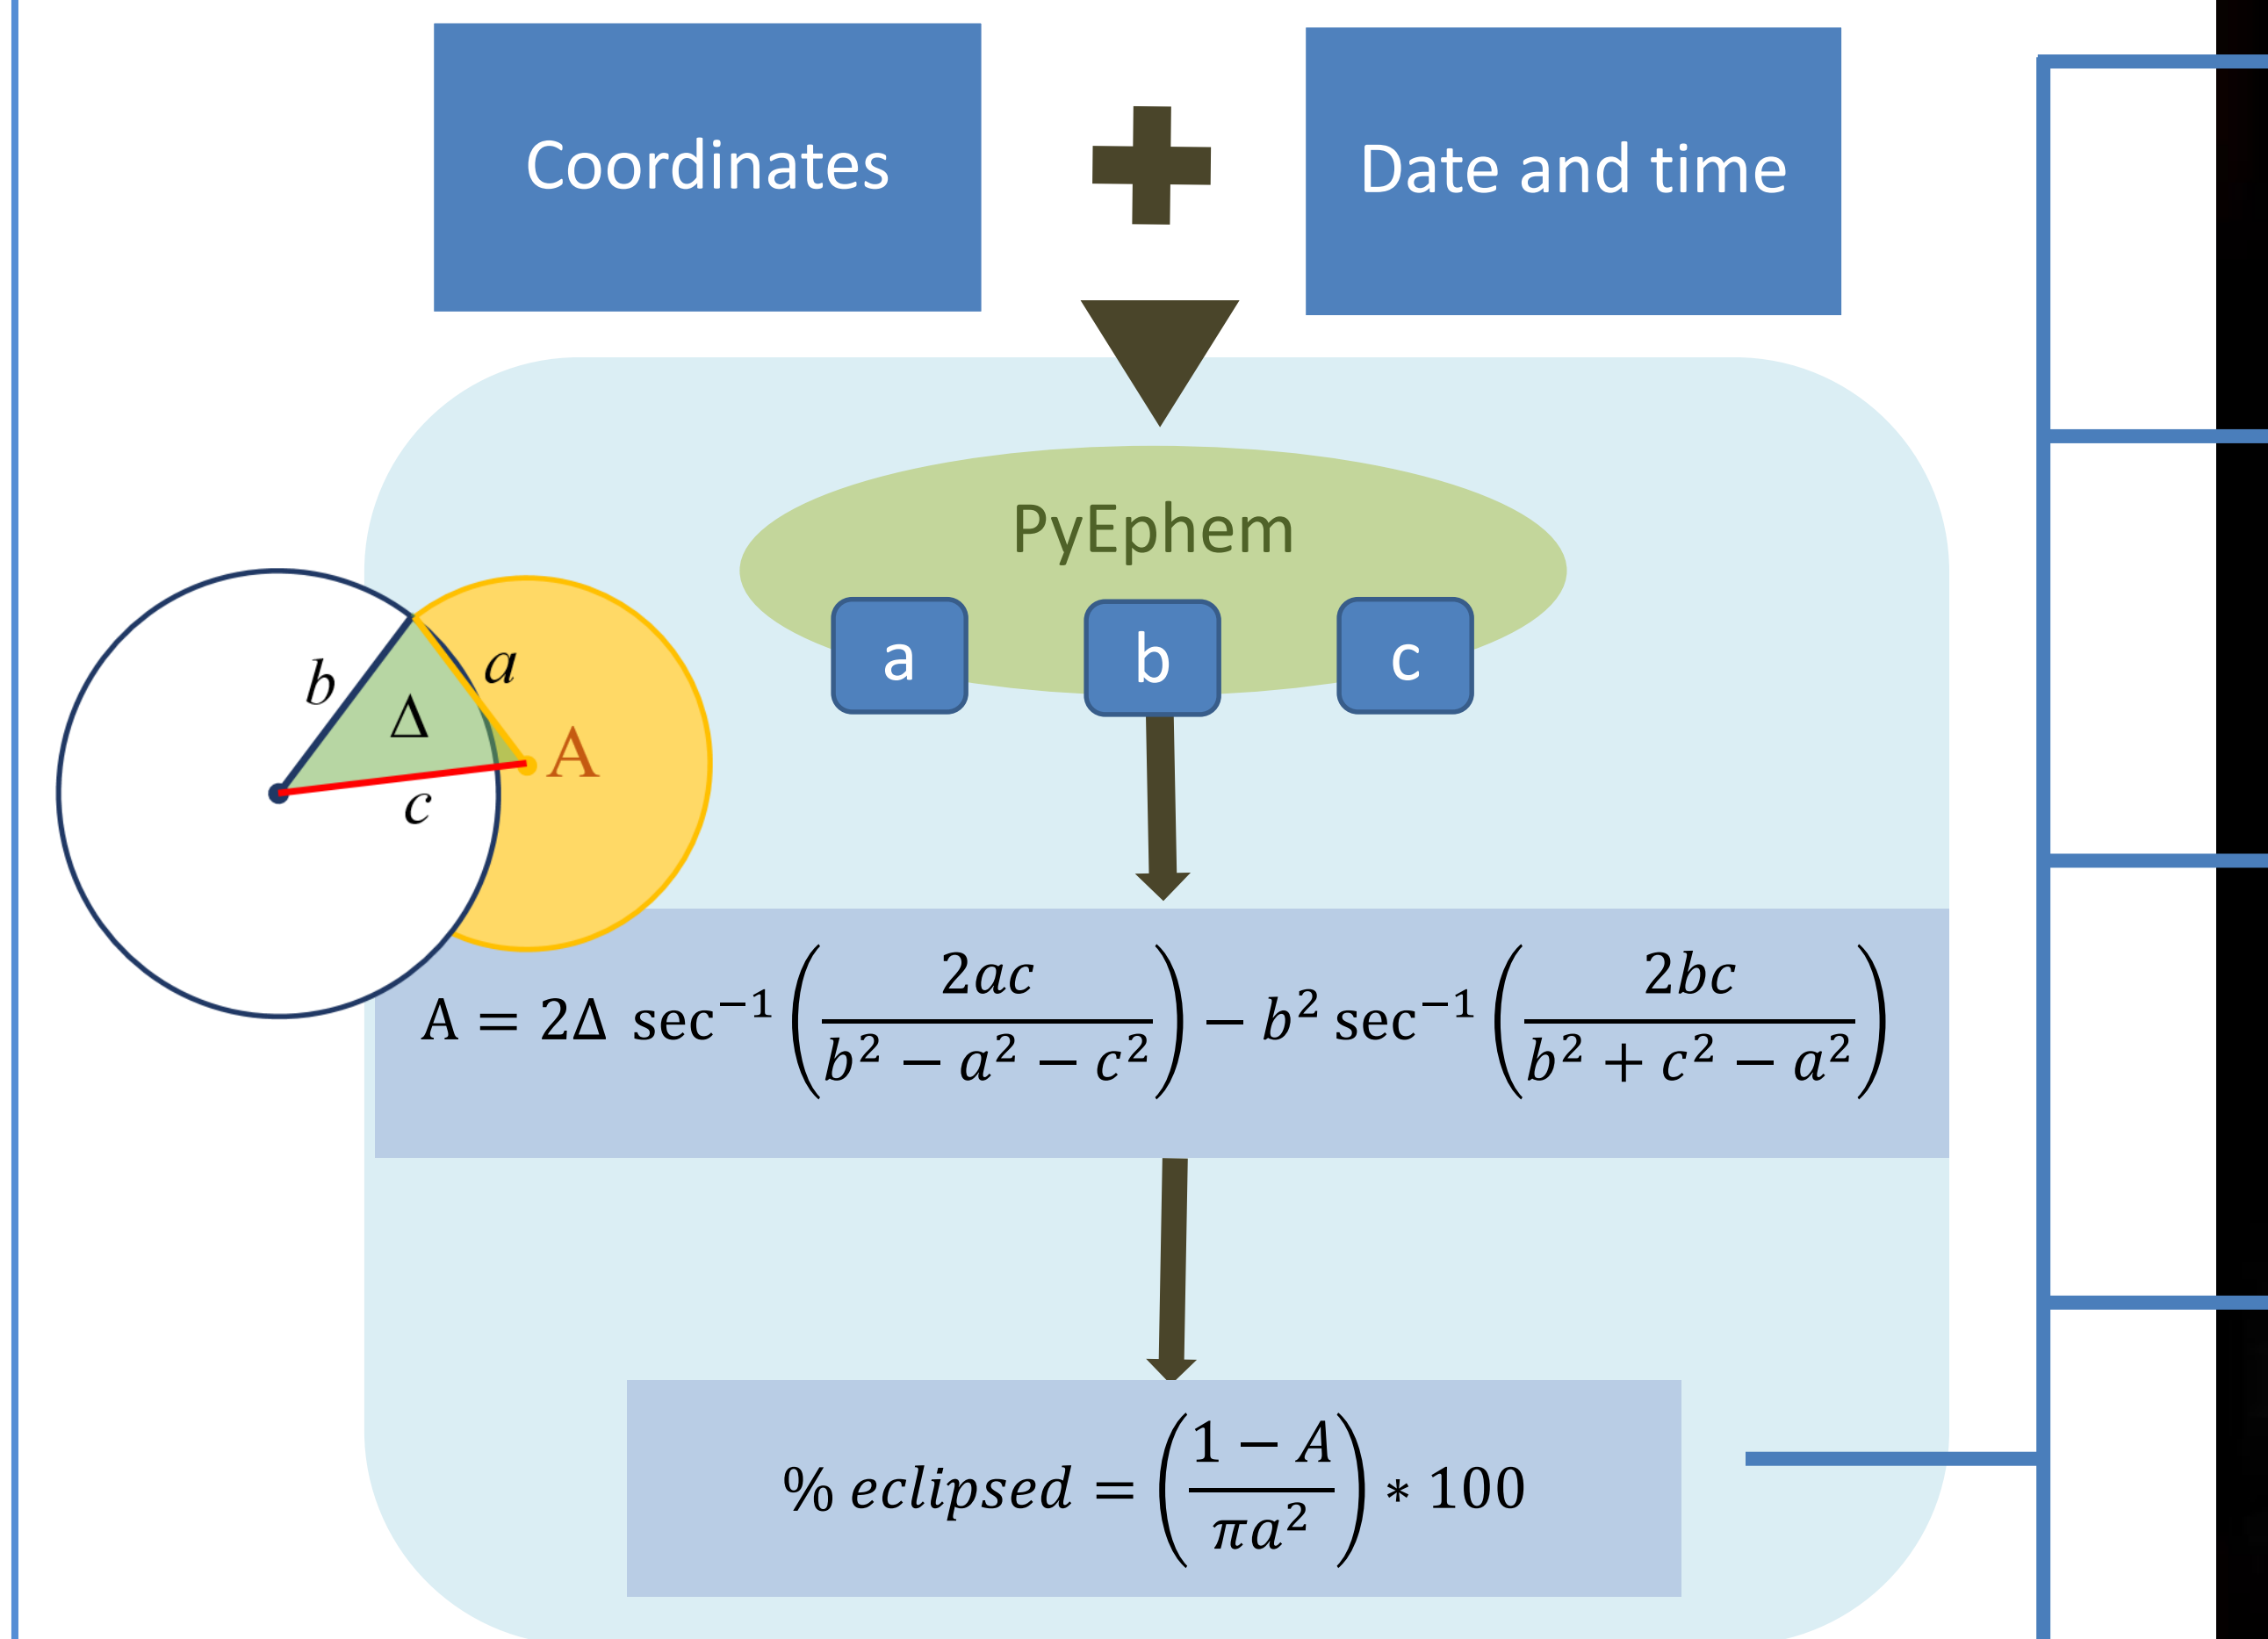 Coordinates
Date and time
PyEphem
a b c
b
a
Δ
A
c
A = 2Δ sec⁻¹ (2ac / (b² − a² − c²)) − b² sec⁻¹ (2bc / (b² + c² − a²))
% eclipsed = ((1 − A) / πa²) * 100